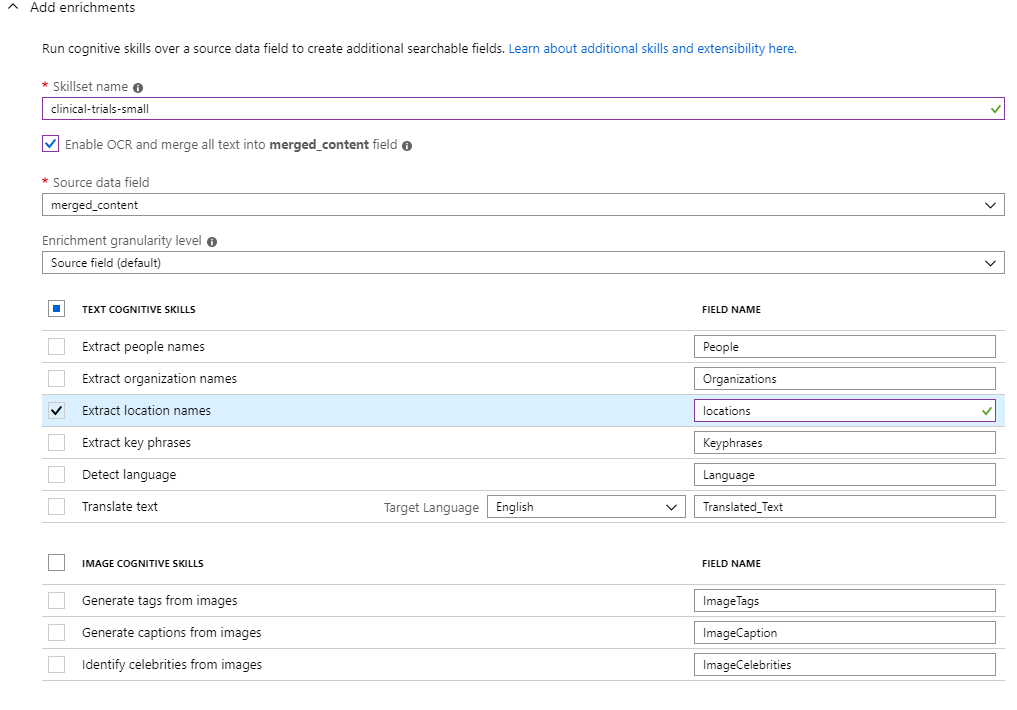 Add enrichments
Run cognitive skills over a source data field to create additional searchable fields. Learn about additional skills and extensibility here.
* Skillset name
clinical-trials-small
Enable OCR and merge all text into merged_content field
* Source data field
merged_content
Enrichment granularity level
Source field (default)
TEXT COGNITIVE SKILLS FIELD NAME
Extract people names People
Extract organization names Organizations
Extract location names locations
Extract key phrases Keyphrases
Detect language Language
Translate text Target Language English Translated_Text
IMAGE COGNITIVE SKILLS FIELD NAME
Generate tags from images ImageTags
Generate captions from images ImageCaption
Identify celebrities from images ImageCelebrities